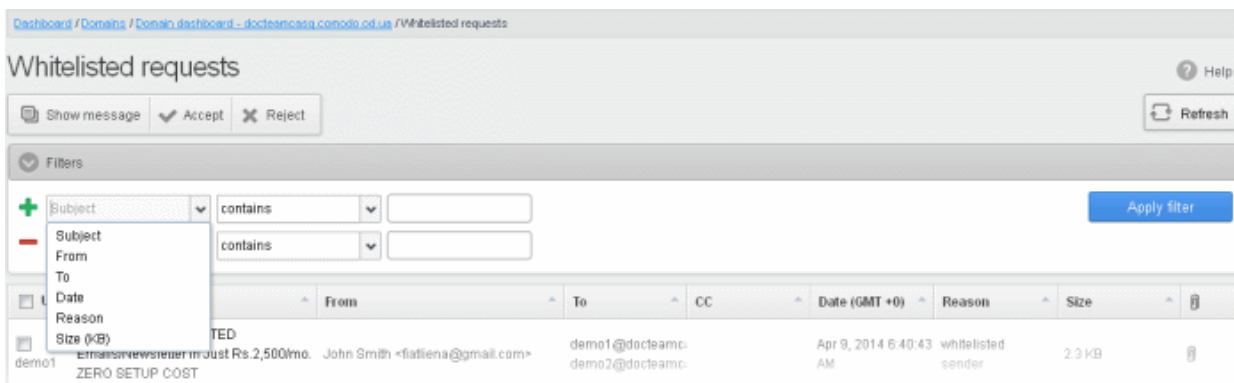 Dashboard / Domains / Domain dashboard - docteamcasg.comodo.od.ua / Whitelisted requests
Whitelisted requests
Help
Show message Accept Reject
Refresh
Filters
Subject contains
Apply filter
contains
Subject
From
To
Date
Reason
Size (KB)
U From To CC Date (GMT +0) Reason Size
TED
Emails/Newsletter in Just Rs.2,500/mo.
ZERO SETUP COST
demo1
John Smith <fiatliena@gmail.com>
demo1@docteamc
demo2@docteamc
Apr 9, 2014 6:40:43
AM
whitelisted
sender
2.3 KB